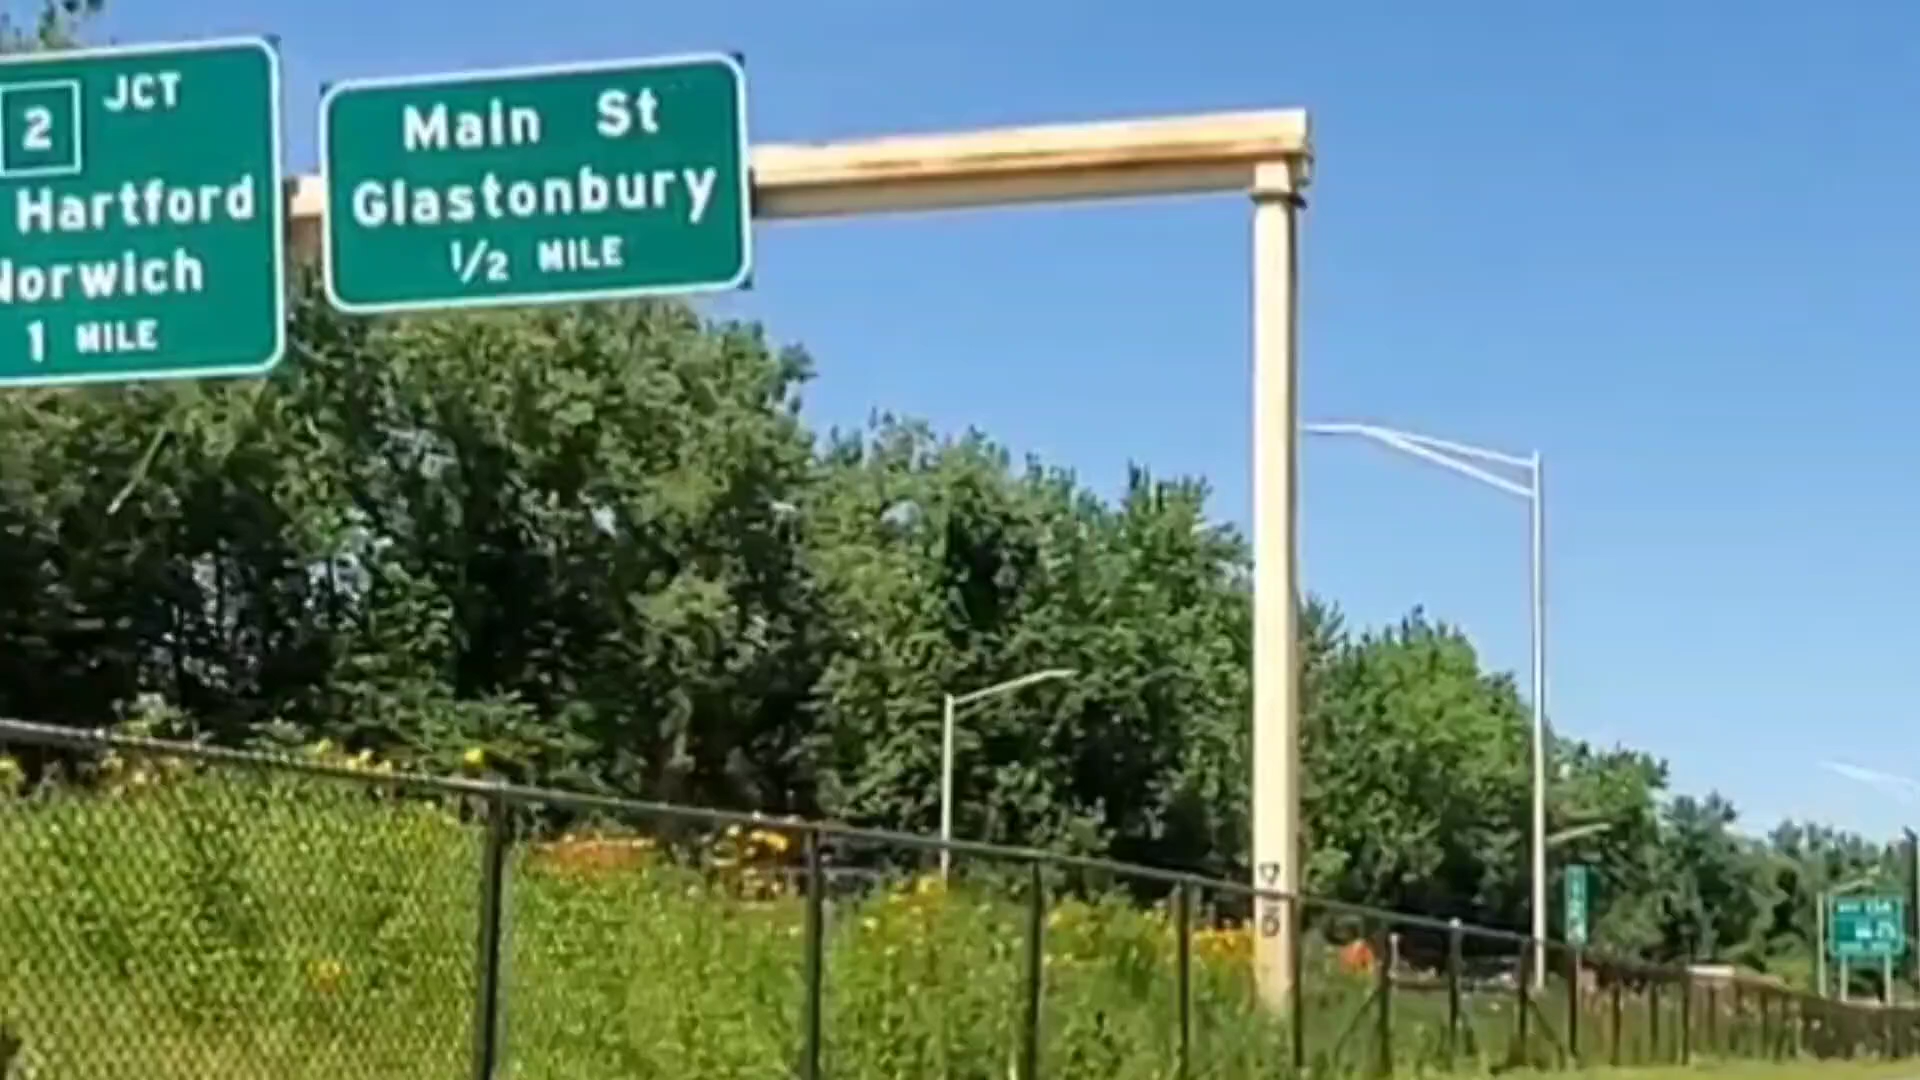 JCT
2
Hartford
Norwich
1 MILE
Main St
Glastonbury
1/2 MILE